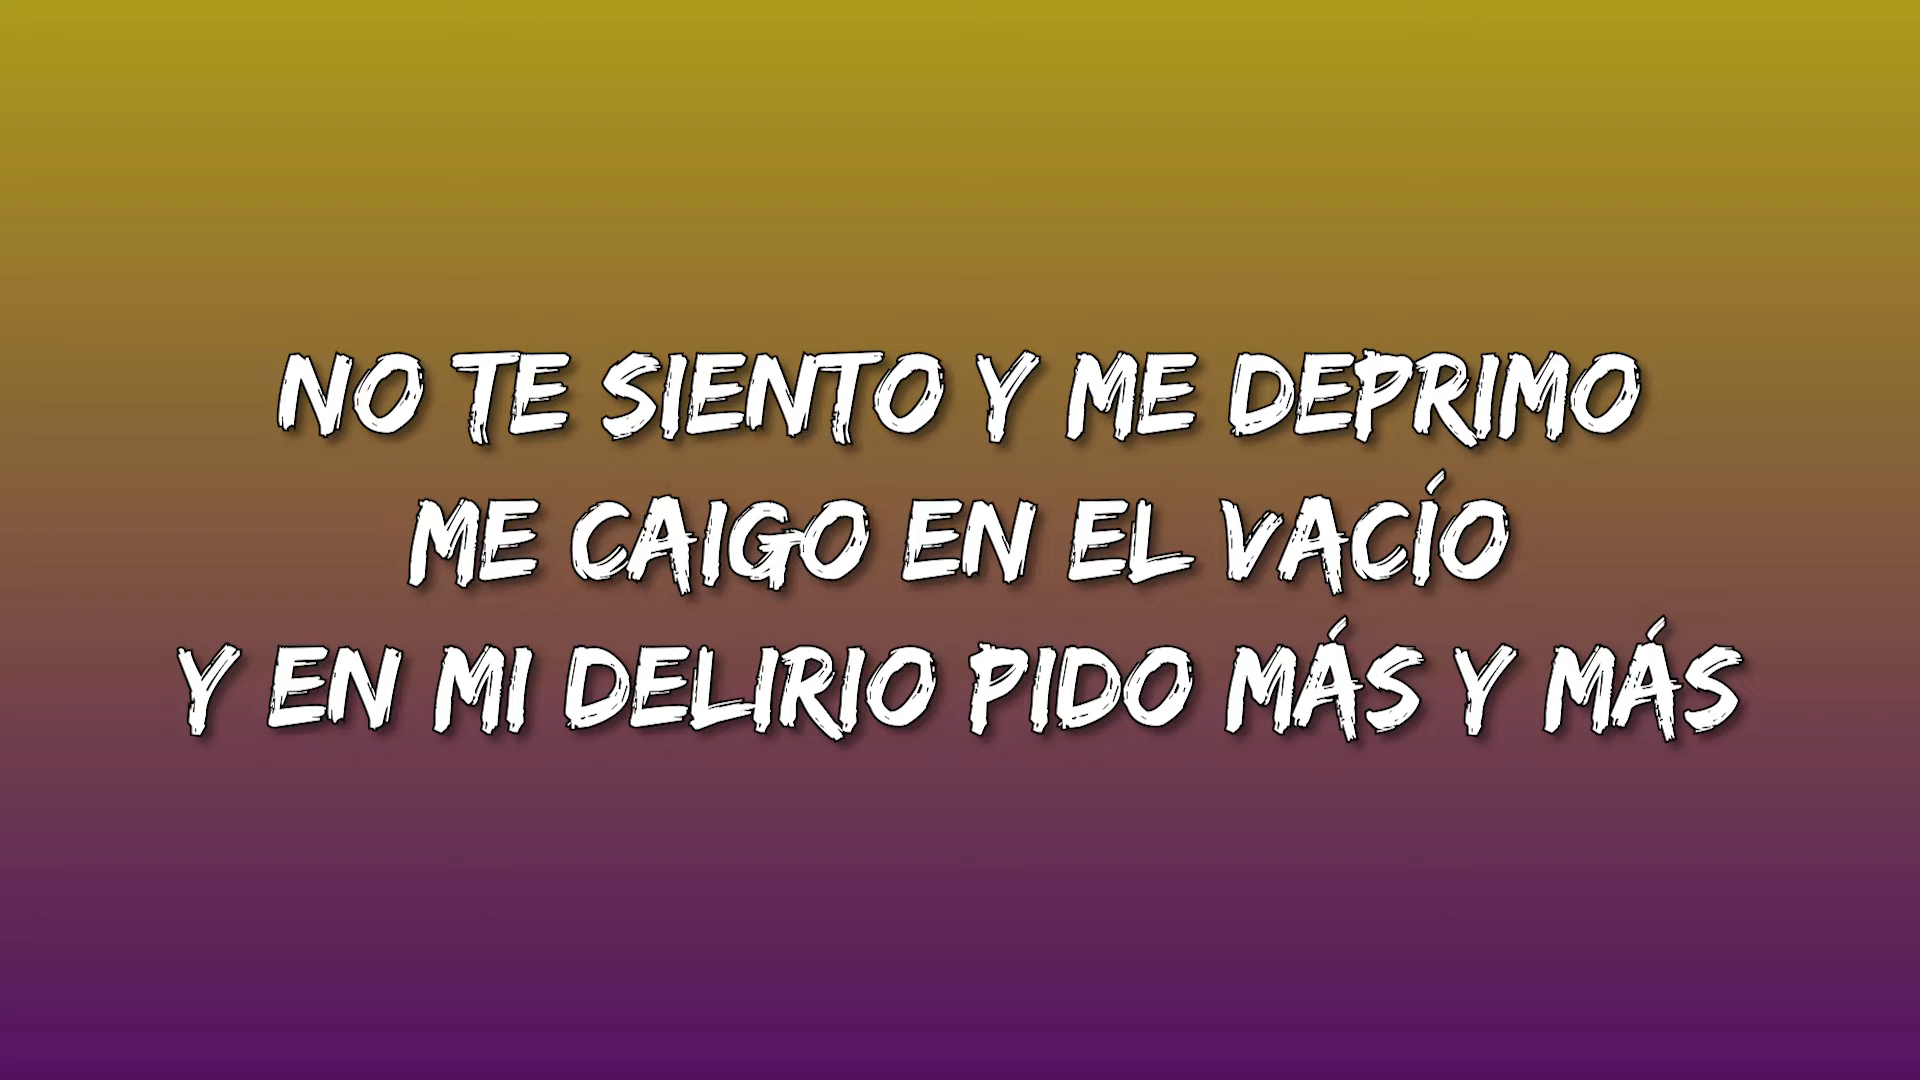 NO TE SIENTO Y ME DEPRIMO
ME CAIGO EN EL VACÍO
Y EN MI DELIRIO PIDO MÁS Y MÁS